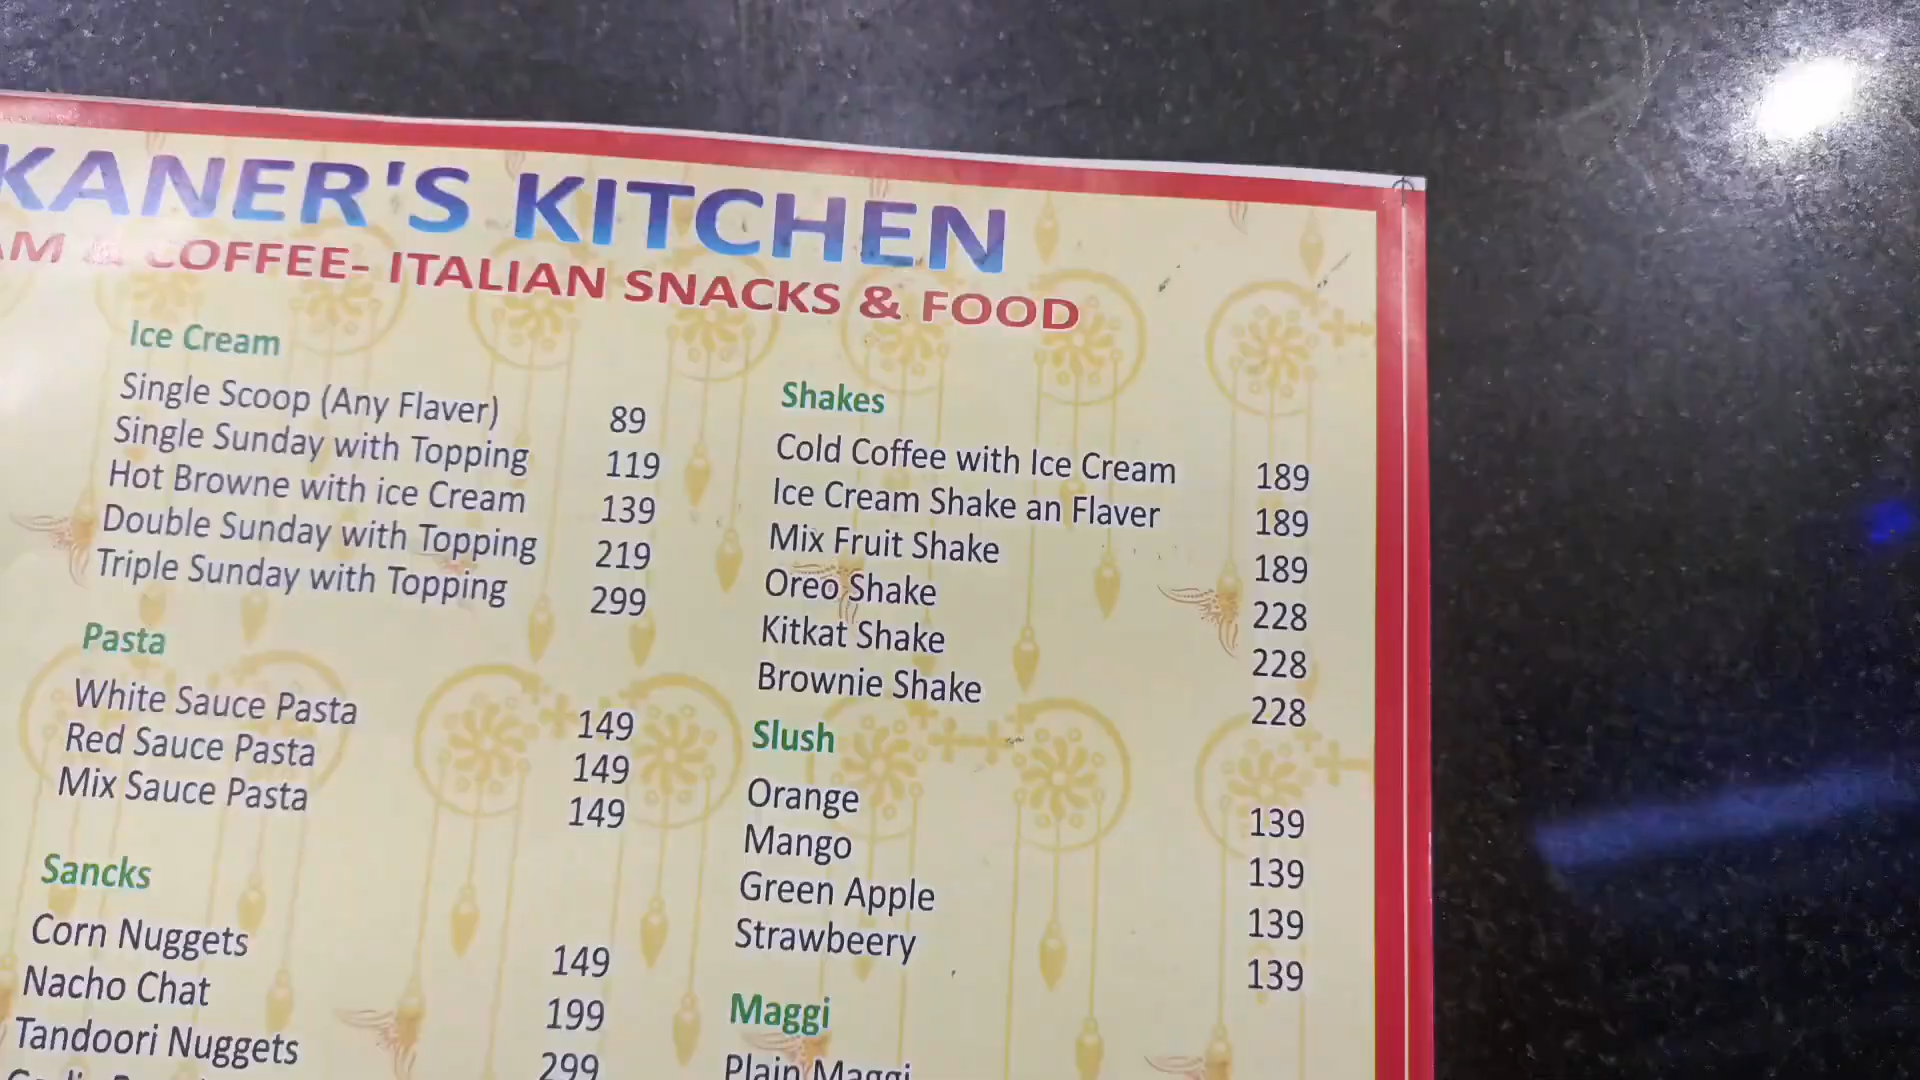 KANER'S KITCHEN
& COFFEE- ITALIAN SNACKS & FOOD
Ice Cream
Single Scoop (Any Flaver) 89
Single Sunday with Topping 119
Hot Browne with ice Cream 139
Double Sunday with Topping 219
Triple Sunday with Topping 299
Pasta
White Sauce Pasta 149
Red Sauce Pasta 149
Mix Sauce Pasta 149
Sancks
Corn Nuggets 149
Nacho Chat 199
Tandoori Nuggets 299
Shakes
Cold Coffee with Ice Cream 189
Ice Cream Shake an Flaver 189
Mix Fruit Shake 189
Oreo Shake 228
Kitkat Shake 228
Brownie Shake 228
Slush
Orange 139
Mango 139
Green Apple 139
Strawbeery 139
Maggi
Plain Maggi